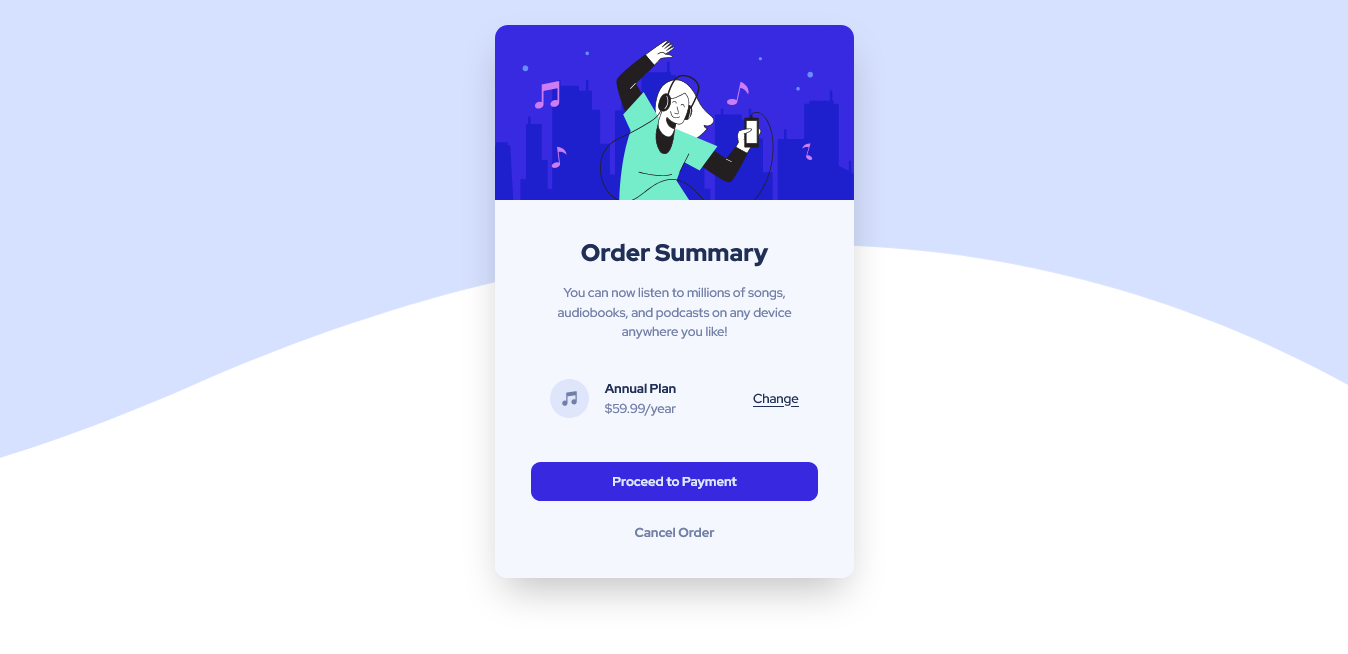 Order Summary
You can now listen to millions of songs,
audiobooks, and podcasts on any device
anywhere you like!
Annual Plan
$59.99/year
Change
Proceed to Payment
Cancel Order